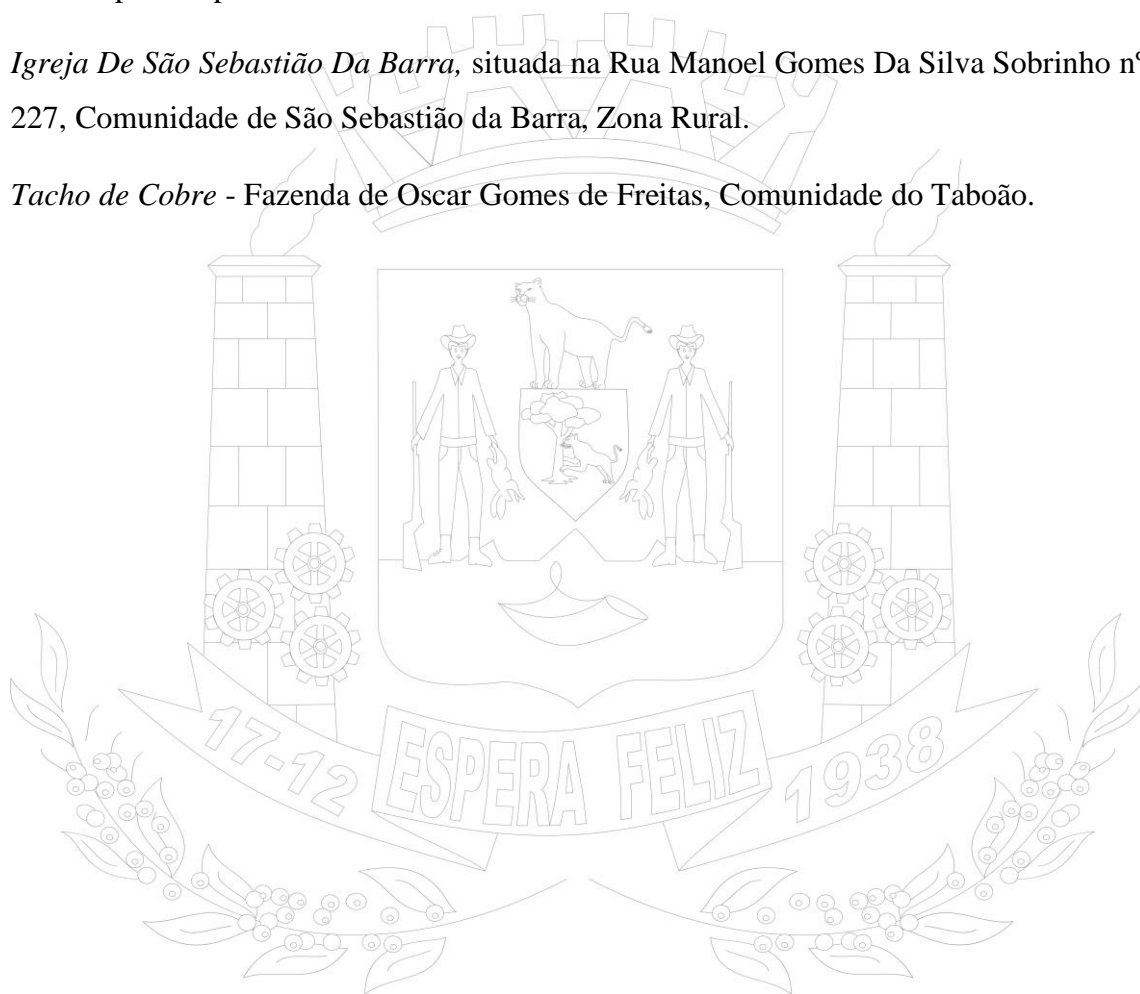 Igreja De São Sebastião Da Barra, situada na Rua Manoel Gomes Da Silva Sobrinho nº
227, Comunidade de São Sebastião da Barra, Zona Rural.
Tacho de Cobre - Fazenda de Oscar Gomes de Freitas, Comunidade do Taboão.
17-12 ESPERA FELIZ 1938